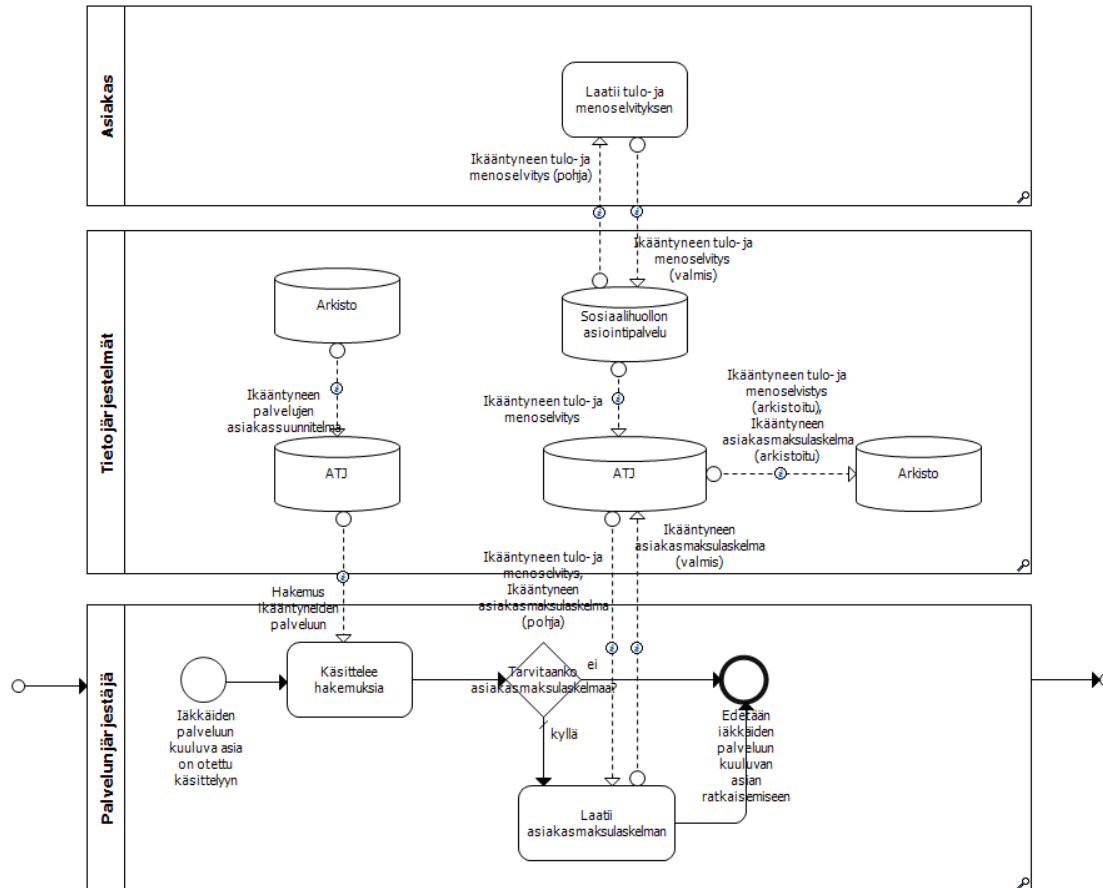 Asiakas
Laatii tulo- ja
menoselvityksen
Ikääntyneen tulo- ja
menoselvitys (pohja)
Ikääntyneen tulo- ja
menoselvitys
(valmis)
Tietojärjestelmät
Arkisto
Sosiaalihuollon
asiointipalvelu
Ikääntyneen
palvelujen
asiakassuunnitelma
Ikääntyneen tulo- ja
menoselvitys
Ikääntyneen tulo- ja
menoselvistys
(arkistoitu),
Ikääntyneen
asiakasmaksulaskelma
(arkistoitu)
ATJ
ATJ
Arkisto
Ikääntyneen tulo- ja
menoselvitys,
Ikääntyneen
asiakasmaksulaskelma
(pohja)
Ikääntyneen
asiakasmaksulaskelma
(valmis)
Hakemus
ikääntyneiden
palveluun
Palvelunjärjestäjä
Iäkkäiden
palveluun
kuuluva asia
on otettu
käsittelyyn
Käsittelee
hakemuksia
Tarvitaanko
asiakasmaksulaskelmaa?
ei
kyllä
Laatii
asiakasmaksulaskelman
Edetään
iäkkäiden
palveluun
kuuluvan
asian
ratkaisemiseen